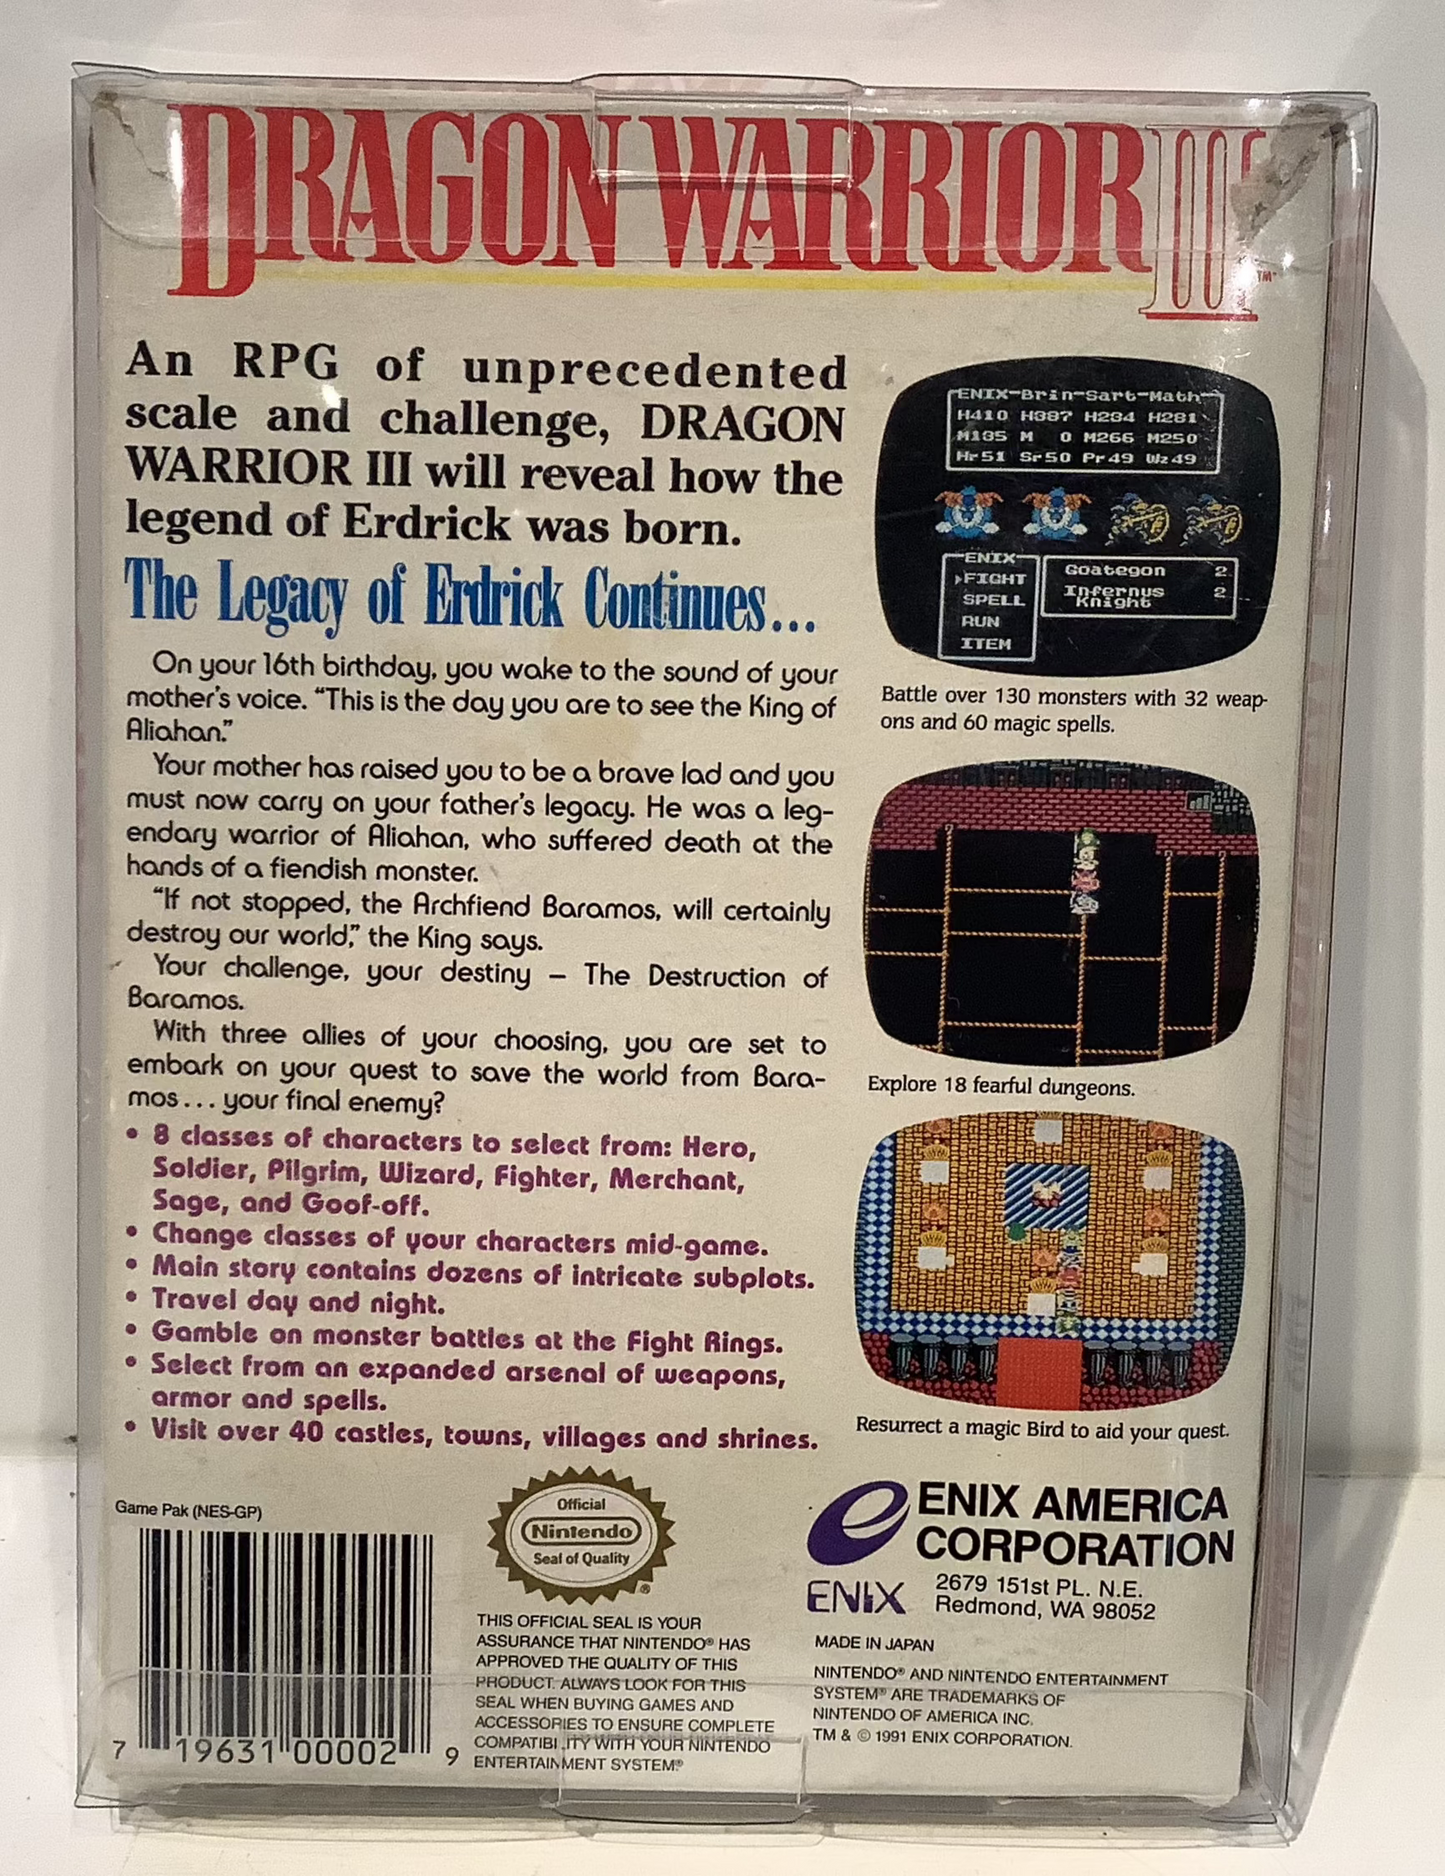 DRAGON WARRIOR III ™
An RPG of unprecedented
scale and challenge, DRAGON
WARRIOR III will reveal how the
legend of Erdrick was born.
The Legacy of Erdrick Continues...
On your 16th birthday, you wake to the sound of your
mother's voice. "This is the day you are to see the King of
Aliahan."
Your mother has raised you to be a brave lad and you
must now carry on your father's legacy. He was a leg-
endary warrior of Aliahan, who suffered death at the
hands of a fiendish monster.
"If not stopped, the Archfiend Baramos, will certainly
destroy our world," the King says.
Your challenge, your destiny – The Destruction of
Baramos.
With three allies of your choosing, you are set to
embark on your quest to save the world from Bara-
mos... your final enemy?
• 8 classes of characters to select from: Hero,
Soldier, Pilgrim, Wizard, Fighter, Merchant,
Sage, and Goof-off.
• Change classes of your characters mid-game.
• Main story contains dozens of intricate subplots.
• Travel day and night.
• Gamble on monster battles at the Fight Rings.
• Select from an expanded arsenal of weapons,
armor and spells.
• Visit over 40 castles, towns, villages and shrines.
ENIX-Brin-Sart-Math
H410 H387 H234 H281
M185 M 0 M266 M250
Hr51 Sr50 Pr49 Wz49
ENIX
FIGHT
SPELL
RUN
ITEM
Goategon 2
Infernus 2
Knight
Battle over 130 monsters with 32 weap-
ons and 60 magic spells.
Explore 18 fearful dungeons.
Resurrect a magic Bird to aid your quest.
Game Pak (NES-GP)
7 19631 00002 9
Official
Nintendo
Seal of Quality
®
THIS OFFICIAL SEAL IS YOUR
ASSURANCE THAT NINTENDO® HAS
APPROVED THE QUALITY OF THIS
PRODUCT. ALWAYS LOOK FOR THIS
SEAL WHEN BUYING GAMES AND
ACCESSORIES TO ENSURE COMPLETE
COMPATIBILITY WITH YOUR NINTENDO
ENTERTAINMENT SYSTEM®
ENIX
ENIX AMERICA
CORPORATION
2679 151st PL. N.E.
Redmond, WA 98052
MADE IN JAPAN
NINTENDO® AND NINTENDO ENTERTAINMENT
SYSTEM® ARE TRADEMARKS OF
NINTENDO OF AMERICA INC.
TM & © 1991 ENIX CORPORATION.